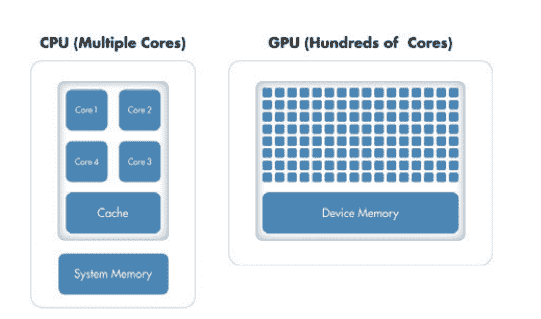 CPU (Multiple Cores)
GPU (Hundreds of Cores)
Core 1
Core 2
Core 4
Core 3
Cache
System Memory
Device Memory